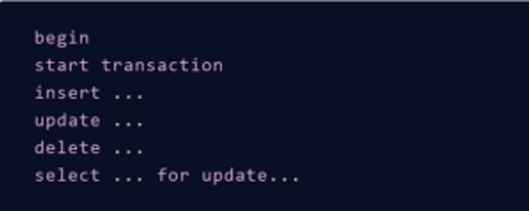 begin
start transaction
insert ...
update ...
delete ...
select ... for update...